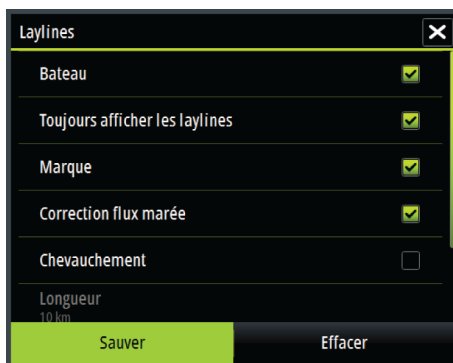 Laylines
Bateau
Toujours afficher les laylines
Marque
Correction flux marée
Chevauchement
Longueur
10 km
Sauver
Effacer